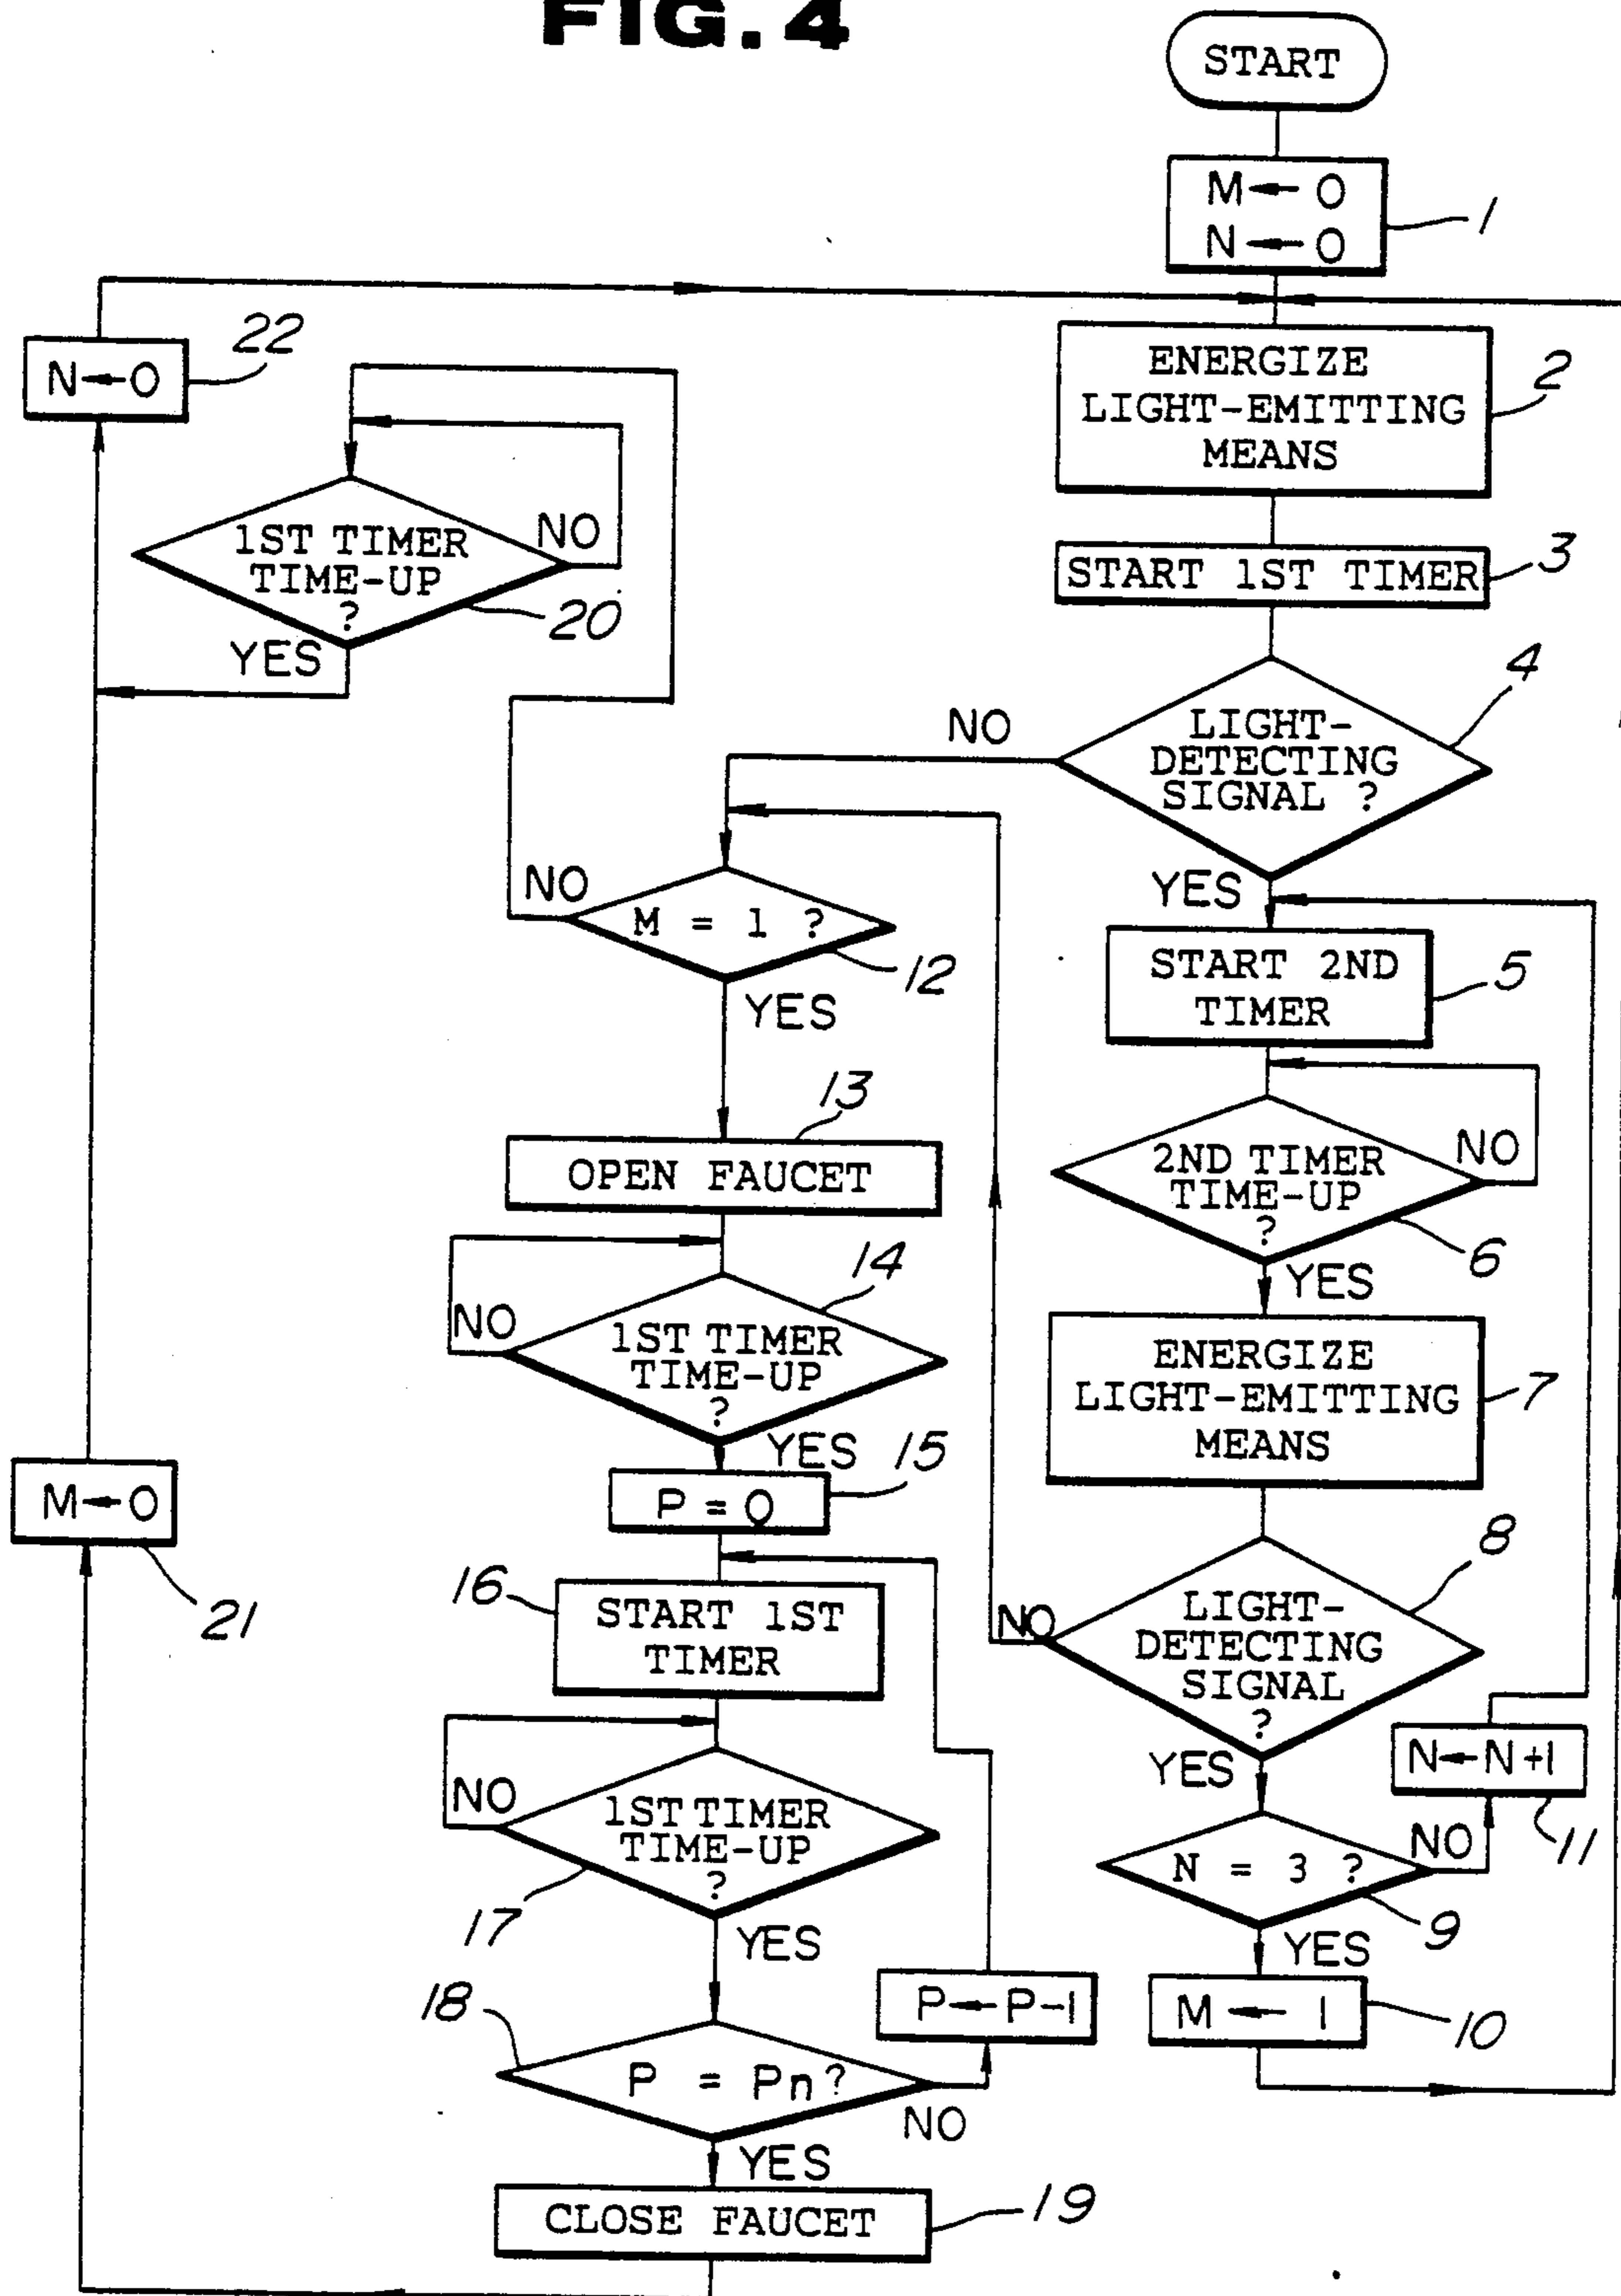 FIG. 4
START
M ← 0
N ← 0
1
ENERGIZE
LIGHT-EMITTING
MEANS
2
START 1ST TIMER
3
LIGHT-
DETECTING
SIGNAL ?
4
NO
YES
START 2ND
TIMER
5
2ND TIMER
TIME-UP
?
NO
6
YES
ENERGIZE
LIGHT-EMITTING
MEANS
7
LIGHT-
DETECTING
SIGNAL
?
8
NO
YES
N = 3 ?
9
NO
N←N+1
11
YES
M ← 1
10
M = 1 ?
12
NO
YES
OPEN FAUCET
13
1ST TIMER
TIME-UP
?
14
NO
YES
P = 0
15
START 1ST
TIMER
16
1ST TIMER
TIME-UP
?
17
NO
YES
P = Pn?
18
NO
P←P-1
YES
CLOSE FAUCET
19
1ST TIMER
TIME-UP
?
20
NO
YES
M←0
21
N←0
22